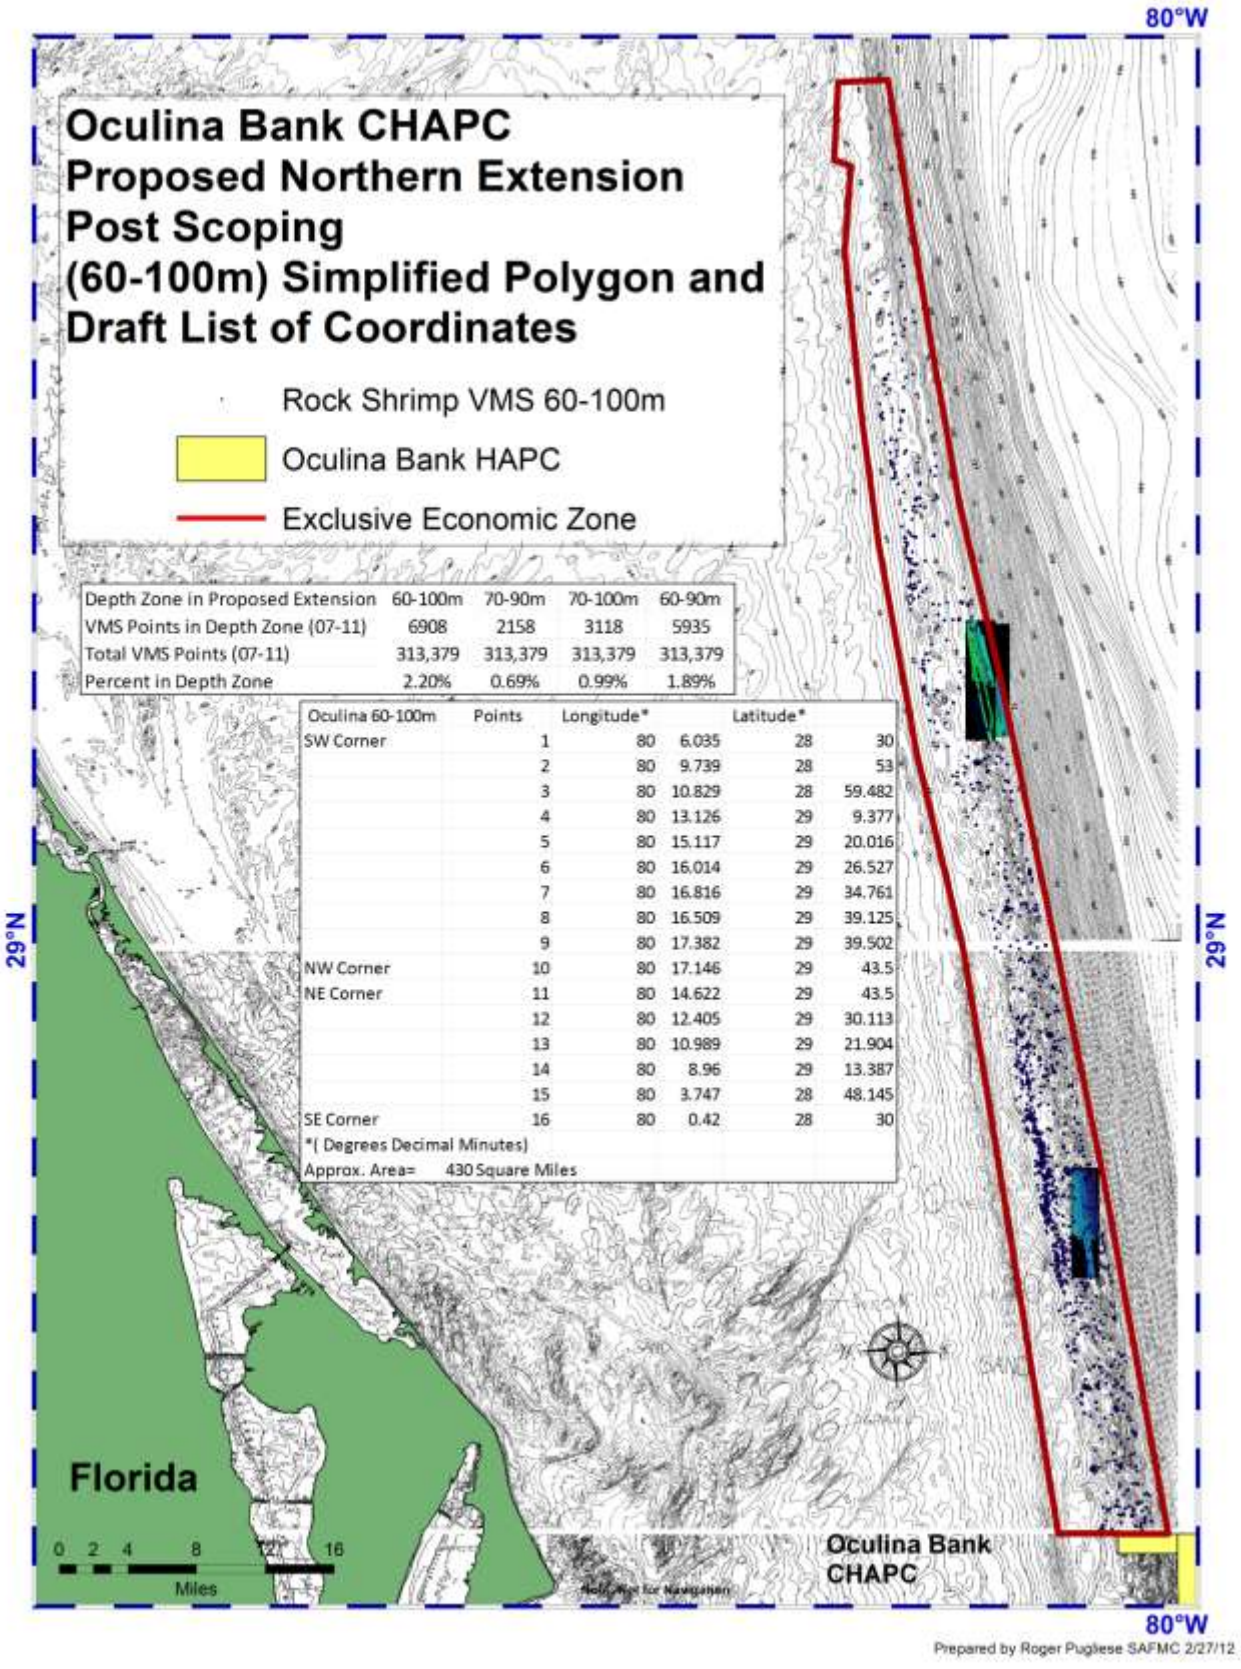 80°W
Oculina Bank CHAPC
Proposed Northern Extension
Post Scoping
(60-100m) Simplified Polygon and
Draft List of Coordinates
Rock Shrimp VMS 60-100m
Oculina Bank HAPC
Exclusive Economic Zone
Depth Zone in Proposed Extension 60-100m 70-90m 70-100m 60-90m
VMS Points in Depth Zone (07-11) 6908 2158 3118 5935
Total VMS Points (07-11) 313,379 313,379 313,379 313,379
Percent in Depth Zone 2.20% 0.69% 0.99% 1.89%
Oculina 60-100m Points Longitude* Latitude*
SW Corner 1 80 6.035 28 30
2 80 9.739 28 53
3 80 10.829 28 59.482
4 80 13.126 29 9.377
5 80 15.117 29 20.016
6 80 16.014 29 26.527
7 80 16.816 29 34.761
8 80 16.509 29 39.125
9 80 17.382 29 39.502
NW Corner 10 80 17.146 29 43.5
NE Corner 11 80 14.622 29 43.5
12 80 12.405 29 30.113
13 80 10.989 29 21.904
14 80 8.96 29 13.387
15 80 3.747 28 48.145
SE Corner 16 80 0.42 28 30
*( Degrees Decimal Minutes)
Approx. Area= 430 Square Miles
29°N
29°N
SAND
Florida
0 2 4 8 12 16
Miles
Oculina Bank
CHAPC
Not for Navigation
80°W
Prepared by Roger Pugliese SAFMC 2/27/12